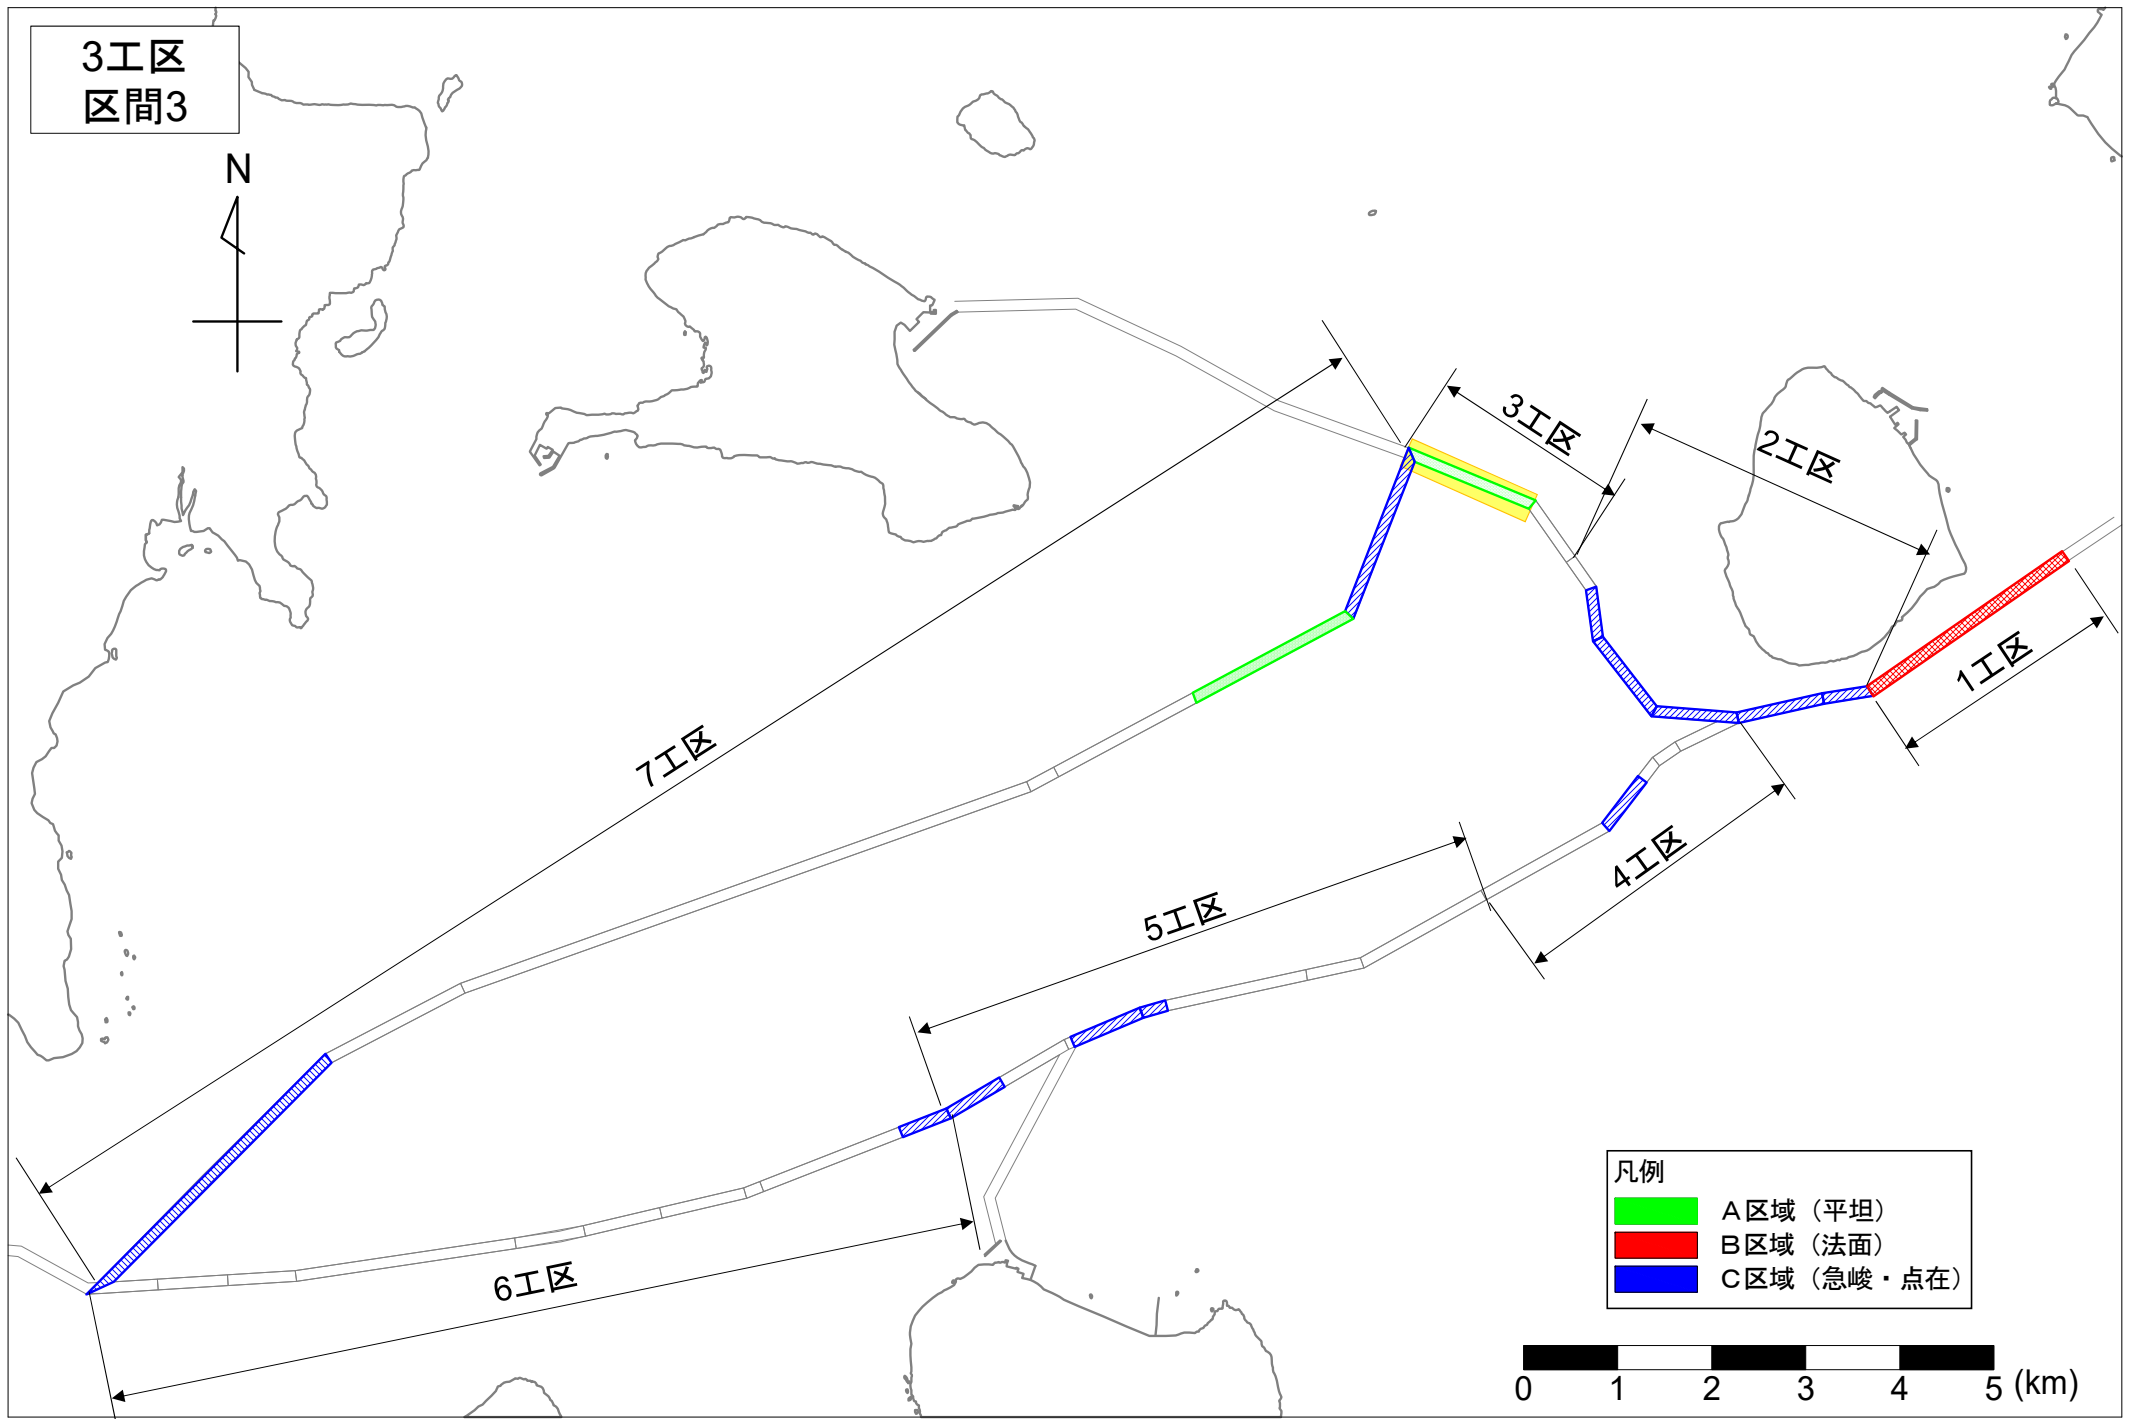 3工区
区間3
N
3工区
2工区
1工区
7工区
4工区
5工区
6工区
凡例
A区域（平坦）
B区域（法面）
C区域（急峻・点在）
0 1 2 3 4 5 (km)